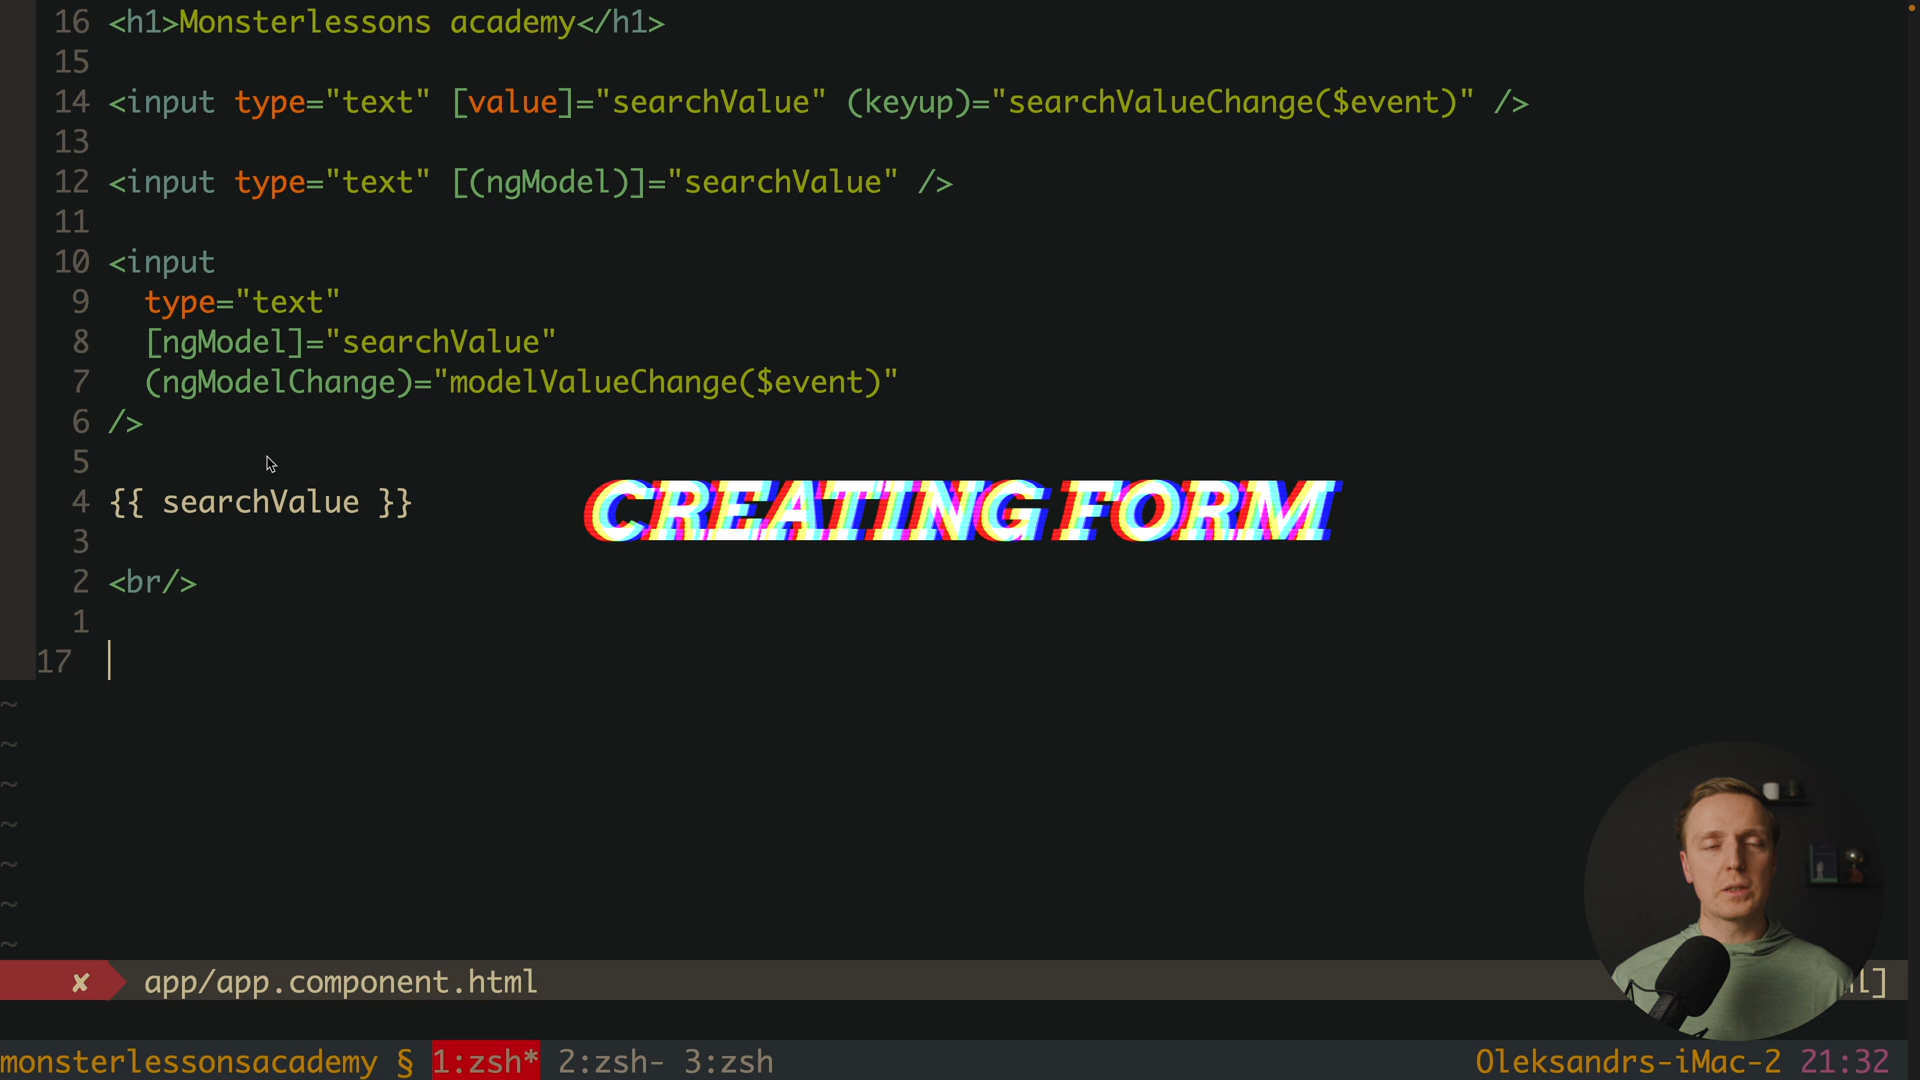 16 <h1>Monsterlessons academy</h1>
15
14 <input type="text" [value]="searchValue" (keyup)="searchValueChange($event)" />
13
12 <input type="text" [(ngModel)]="searchValue" />
11
10 <input
9 type="text"
8 [ngModel]="searchValue"
7 (ngModelChange)="modelValueChange($event)"
6 />
5
4 {{ searchValue }}
CREATING FORM
3
2 <br/>
1
17
~
~
~
~
~
~
~
✘ app/app.component.html l]
monsterlessonsacademy § 1:zsh* 2:zsh- 3:zsh Oleksandrs-iMac-2 21:32